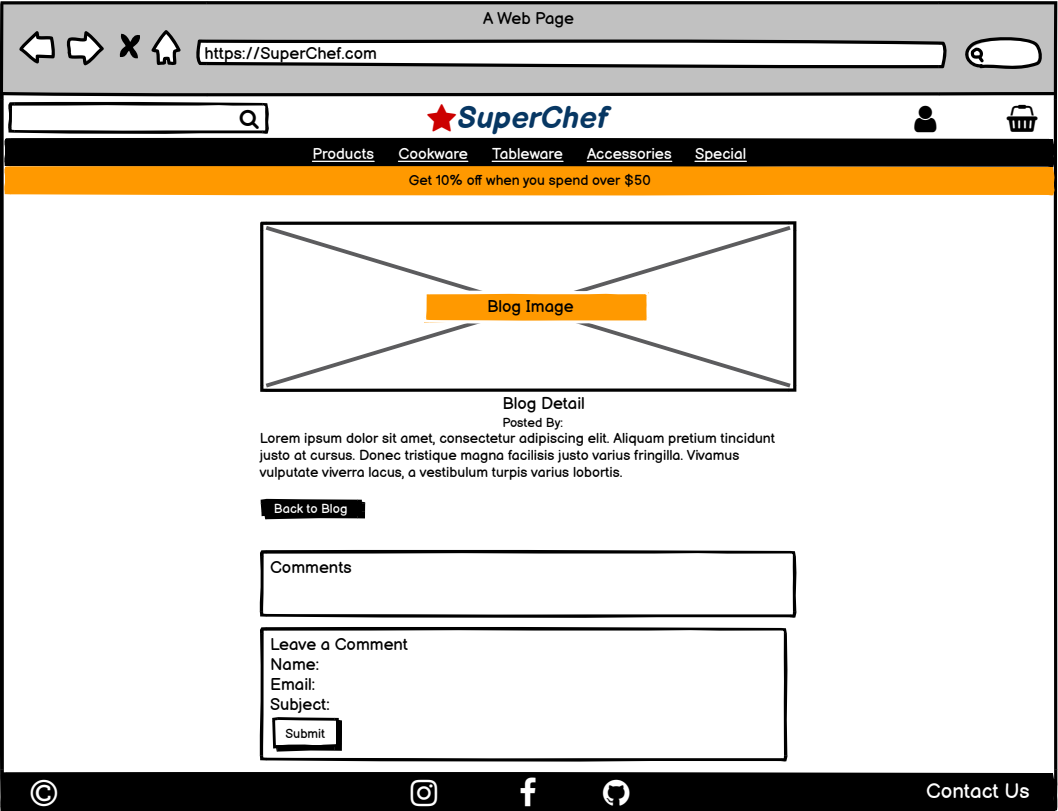 A Web Page
https://SuperChef.com
SuperChef
Products Cookware Tableware Accessories Special
Get 10% off when you spend over $50
Blog Image
Blog Detail
Posted By:
Lorem ipsum dolor sit amet, consectetur adipiscing elit. Aliquam pretium tincidunt
justo at cursus. Donec tristique magna facilisis justo varius fringilla. Vivamus
vulputate viverra lacus, a vestibulum turpis varius lobortis.
Back to Blog
Comments
Leave a Comment
Name:
Email:
Subject:
Submit
© Contact Us